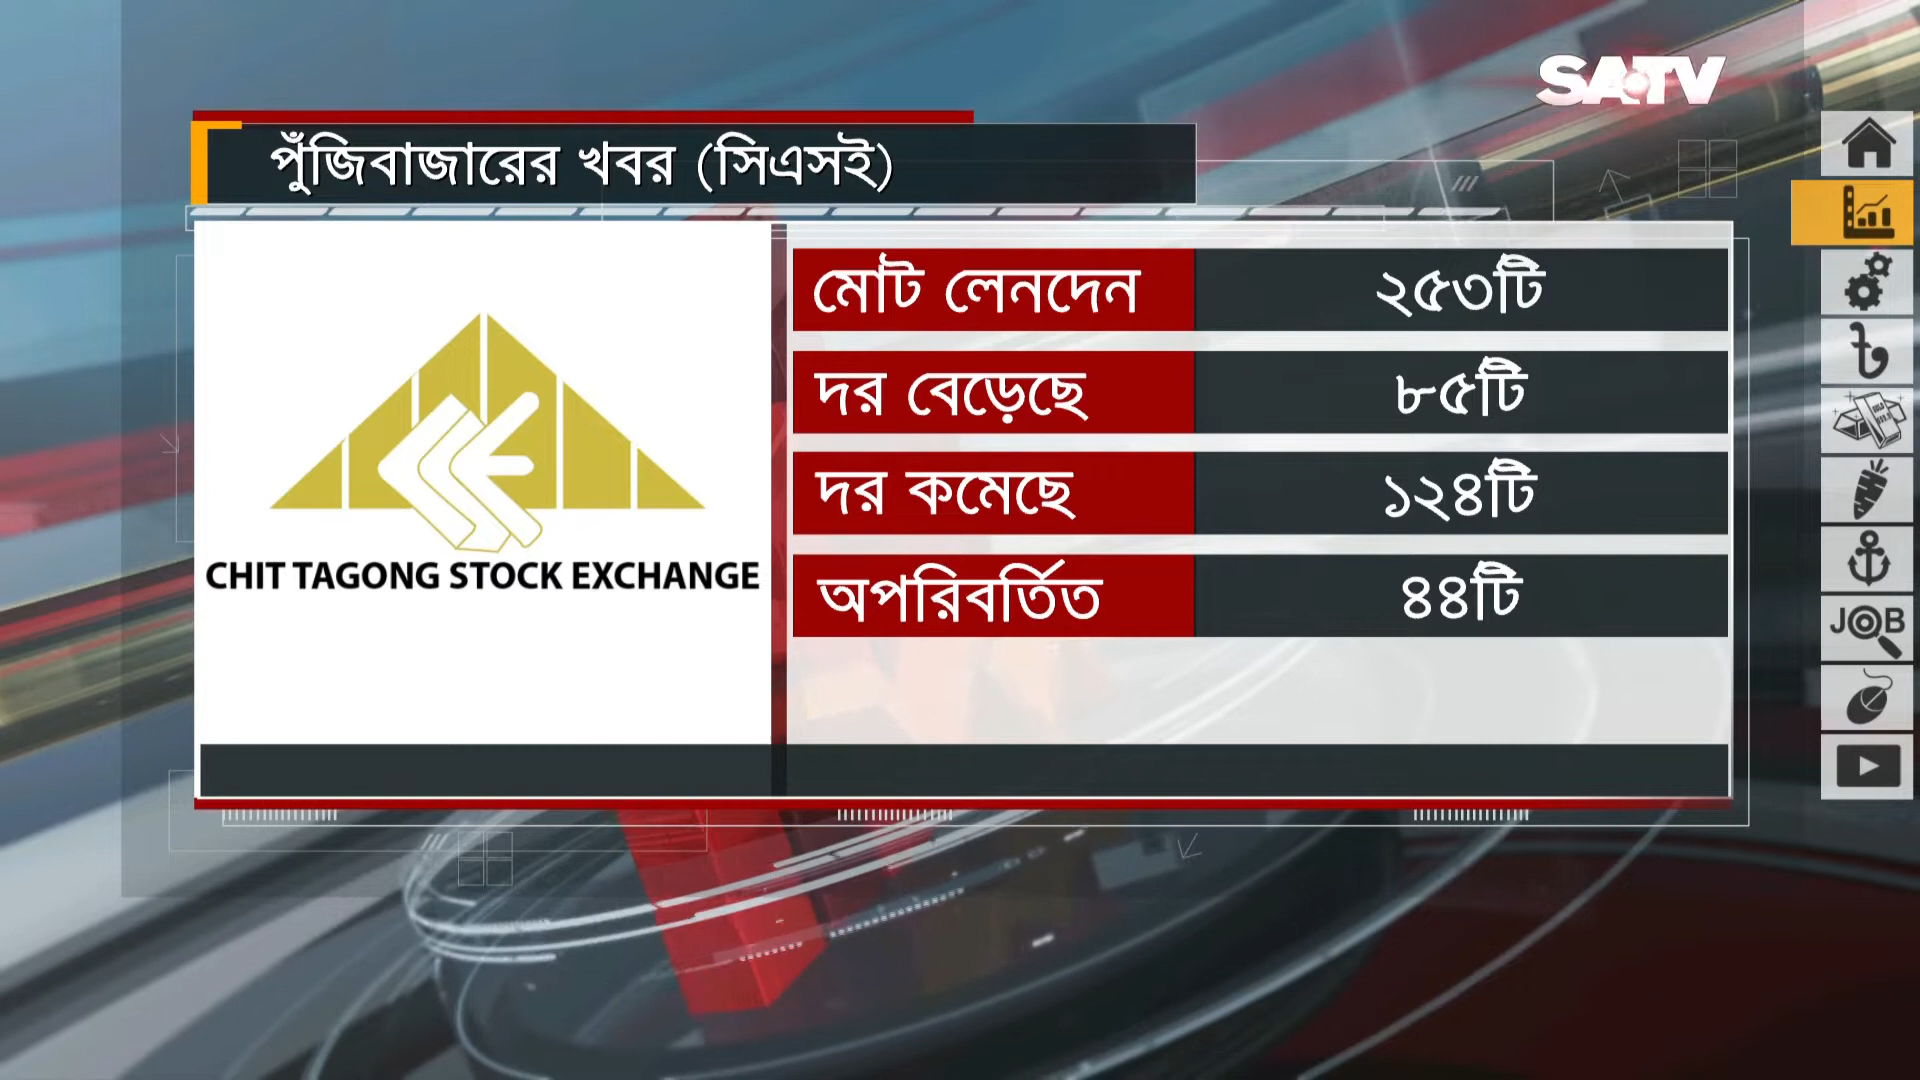 SATV
পুঁজিবাজারের খবর (সিএসই)
মোট লেনদেন ২৫৩টি
দর বেড়েছে ৮৫টি
দর কমেছে ১২৪টি
অপরিবর্তিত ৪৪টি
CHIT TAGONG STOCK EXCHANGE
৳
JOB